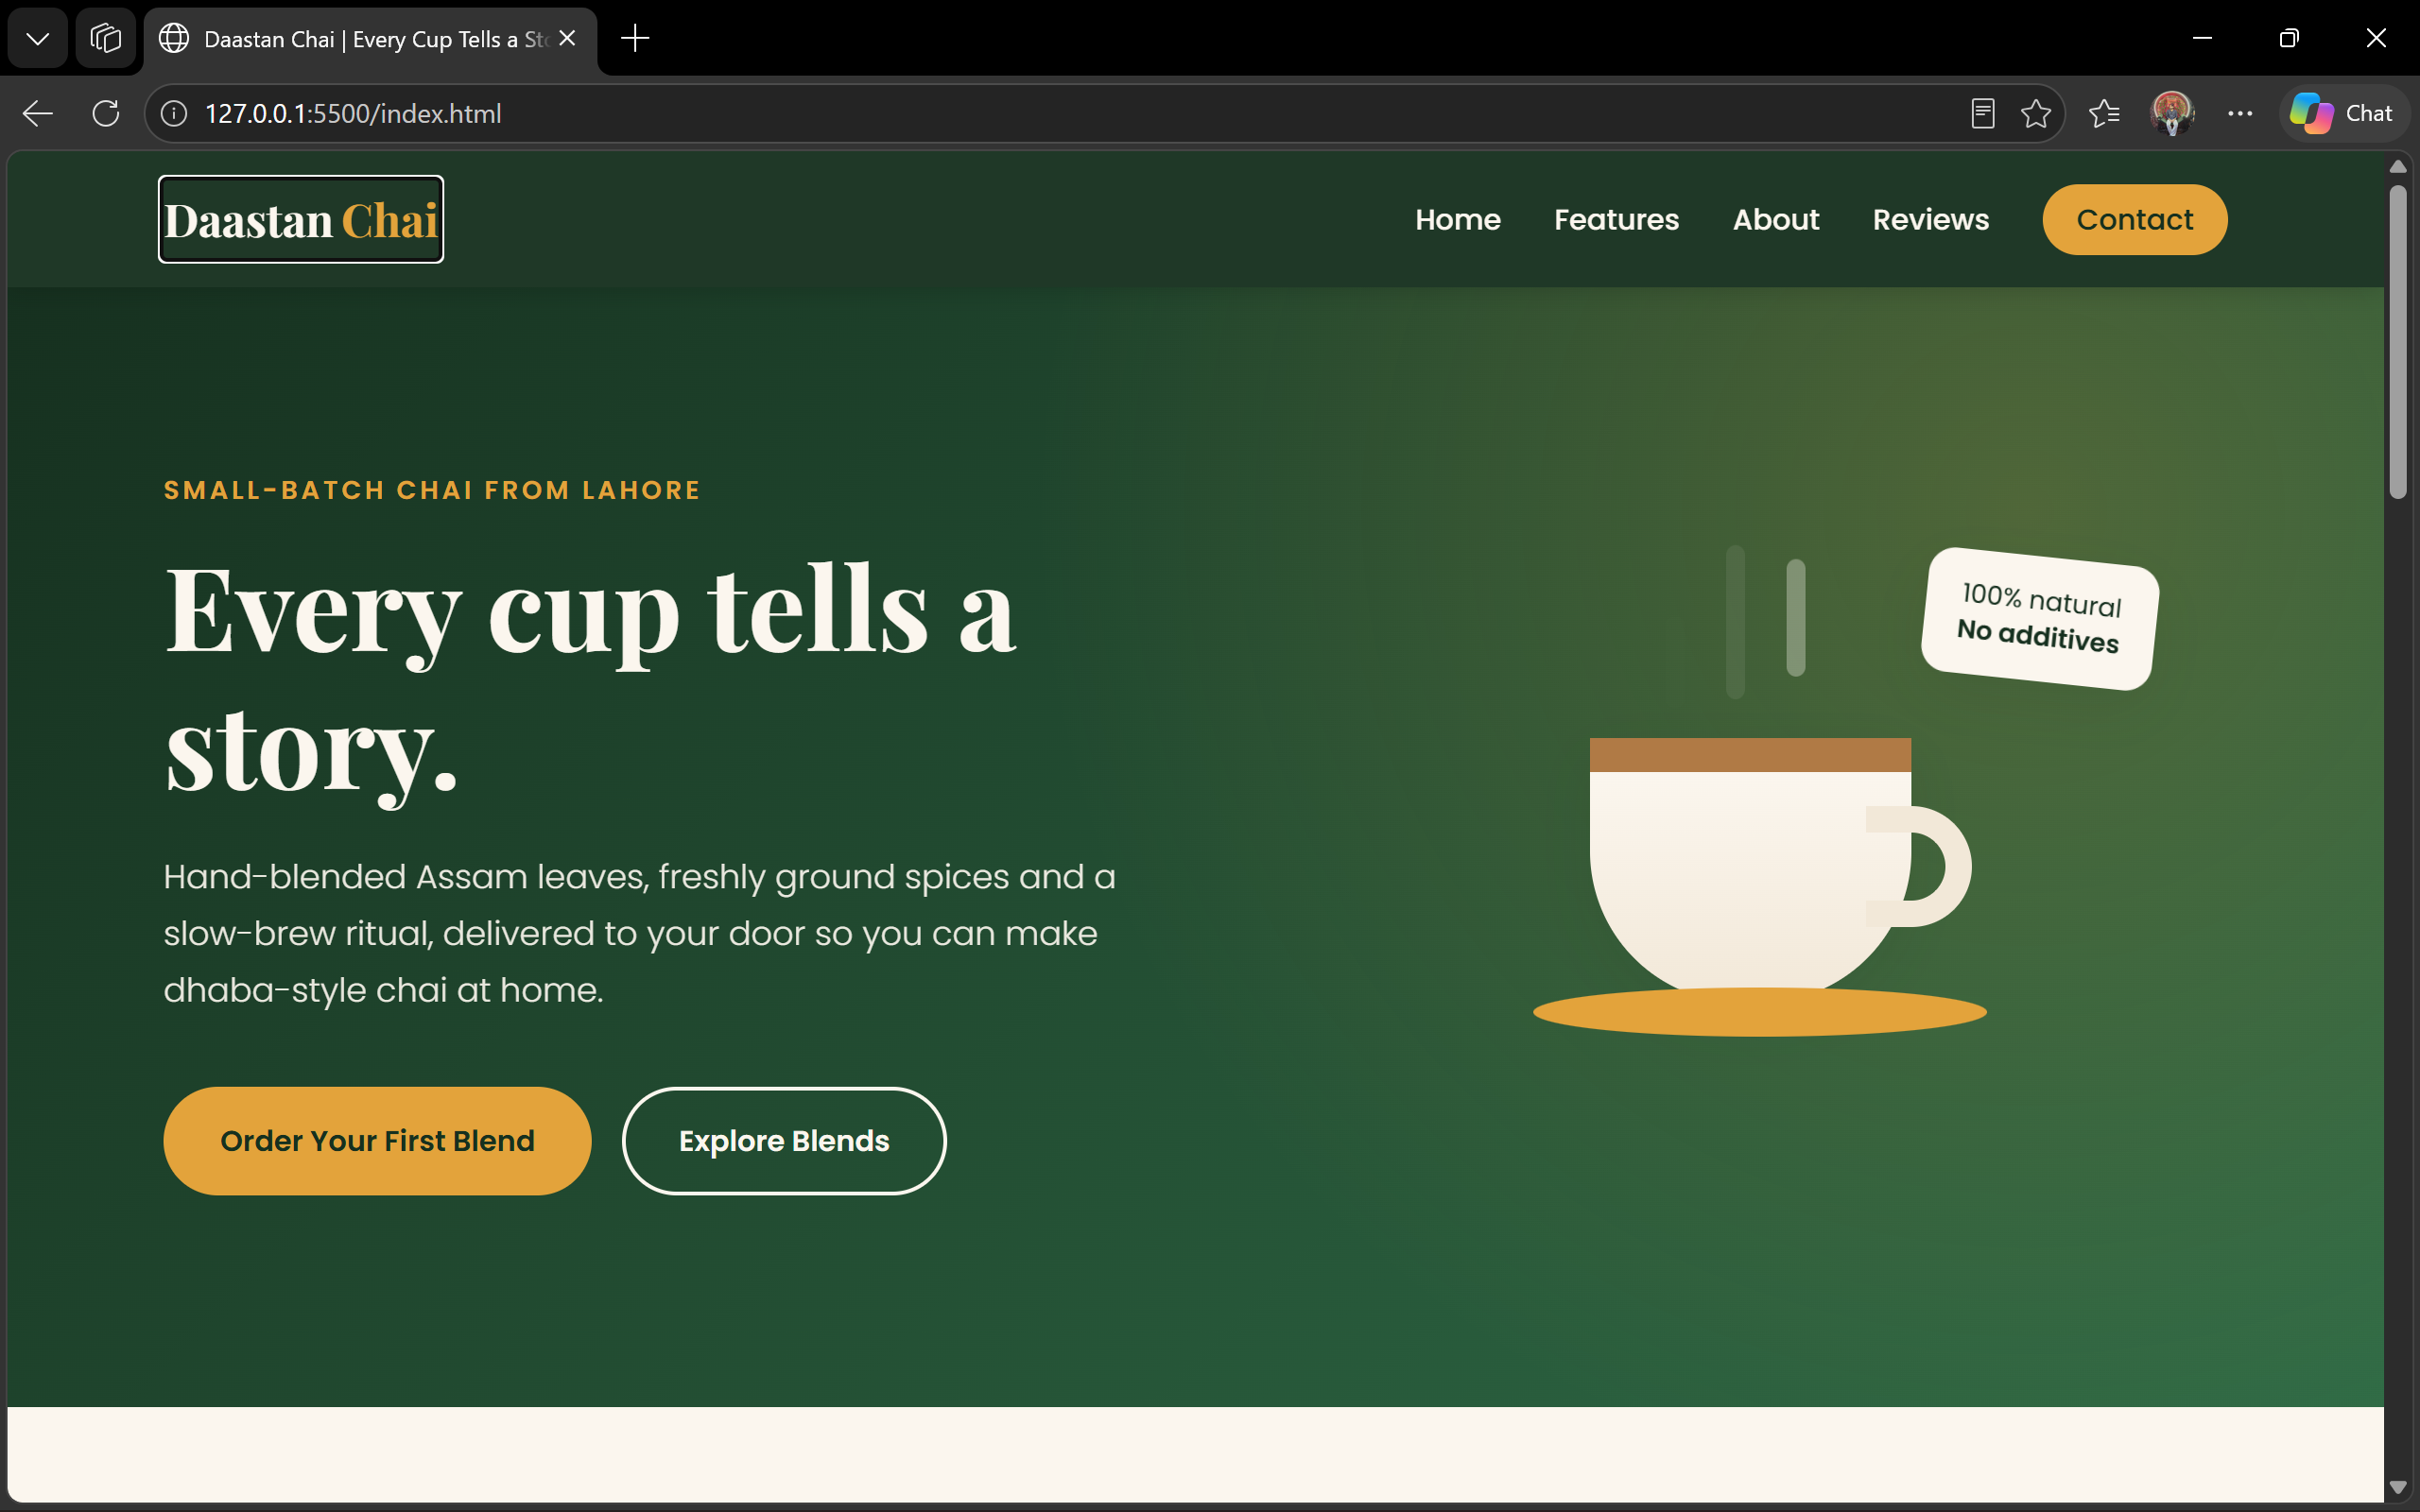 Daastan Chai | Every Cup Tells a
127.0.0.1:5500/index.html
Chat
Daastan Chai
Home
Features
About
Reviews
Contact
SMALL-BATCH CHAI FROM LAHORE
Every cup tells a
story.
Hand-blended Assam leaves, freshly ground spices and a
slow-brew ritual, delivered to your door so you can make
dhaba-style chai at home.
Order Your First Blend
Explore Blends
100% natural
No additives